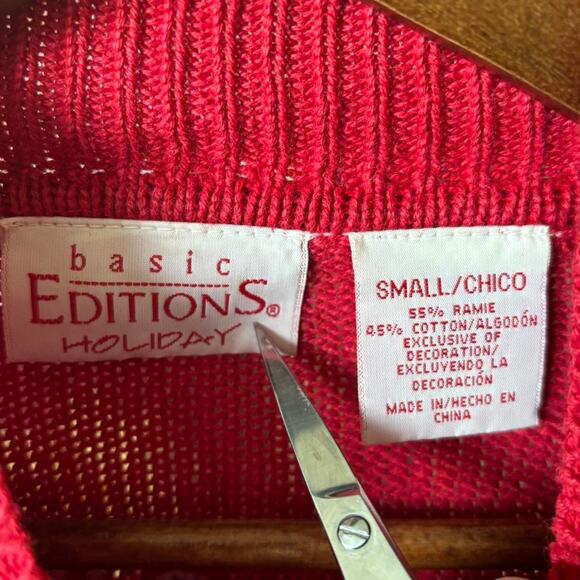 basic
EDITIONS®
HOLIDAY
SMALL/CHICO
55% RAMIE
45% COTTON/ALGODÓN
EXCLUSIVE OF
DECORATION/
EXCLUYENDO LA
DECORACIÓN
MADE IN/HECHO EN
CHINA